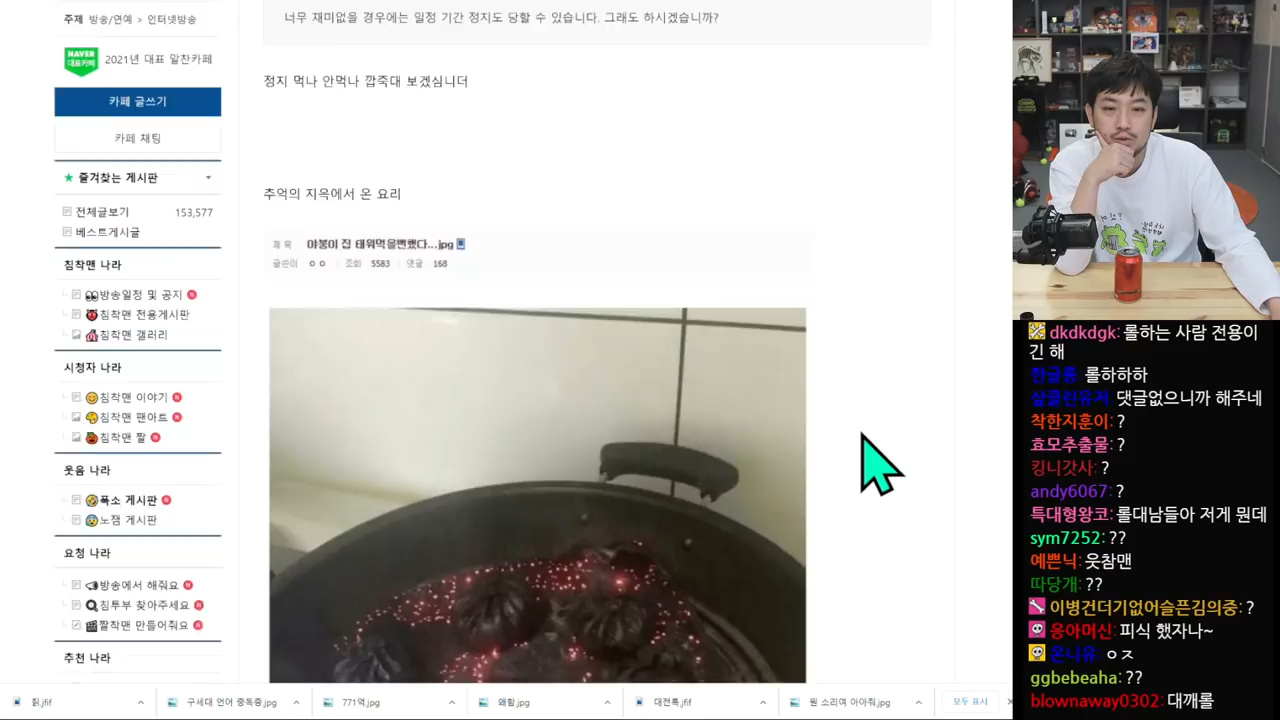 주제 방송/연예 > 인터넷방송
NAVER
대표카페
2021년 대표 알찬카페
카페 글쓰기
카페 채팅
즐겨찾는 게시판
전체글보기 153,577
베스트게시글
침착맨 나라
방송일정 및 공지
침착맨 전용게시판
침착맨 갤러리
시청자 나라
침착맨 이야기
침착맨 팬아트
침착맨 짤
웃음 나라
폭소 게시판
노잼 게시판
요청 나라
방송에서 해줘요
침투부 찾아주세요
짤착맨 만들어줘요
추천 나라
너무 재미없을 경우에는 일정 기간 정지도 당할 수 있습니다. 그래도 하시겠습니까?
정지 먹나 안먹나 깝죽대 보겠심니더
추억의 지옥에서 온 요리
제 목 야붕이 집 태워먹을뻔했다...jpg
글쓴이 ㅇㅇ 조회 5583 댓글 168
dkdkdgk: 롤하는 사람 전용이
긴 해
한글통: 롤하하하
삼플린유저: 댓글없으니까 해주네
착한지훈이: ?
효모추출물: ?
킹니갓사: ?
andy6067: ?
특대형왕코: 롤대남들아 저게 뭔데
sym7252: ??
예쁜닉: 웃참맨
따당개: ??
이병건더기없어슬픈김의중: ?
응아머신: 피식 했자나~
온니유: ㅇㅈ
ggbebeaha: ??
blownaway0302: 대깨롤
칡.jfif
구세대 언어 중독증.jpg
771역.jpg
왜함.jpg
대전특.jfif
뭔 소리여 아아줘.jpg
모두 표시